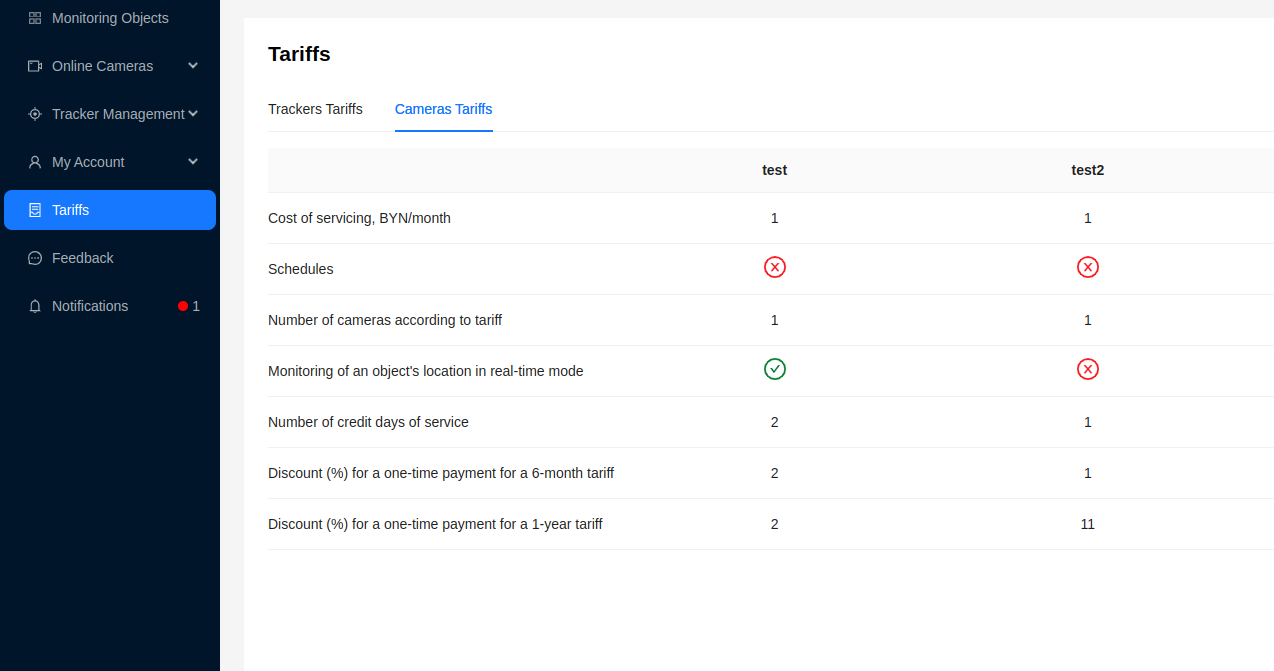 Monitoring Objects
Online Cameras
Tracker Management
My Account
Tariffs
Feedback
Notifications 1
Tariffs
Trackers Tariffs Cameras Tariffs
test test2
Cost of servicing, BYN/month 1 1
Schedules
Number of cameras according to tariff 1 1
Monitoring of an object's location in real-time mode
Number of credit days of service 2 1
Discount (%) for a one-time payment for a 6-month tariff 2 1
Discount (%) for a one-time payment for a 1-year tariff 2 11